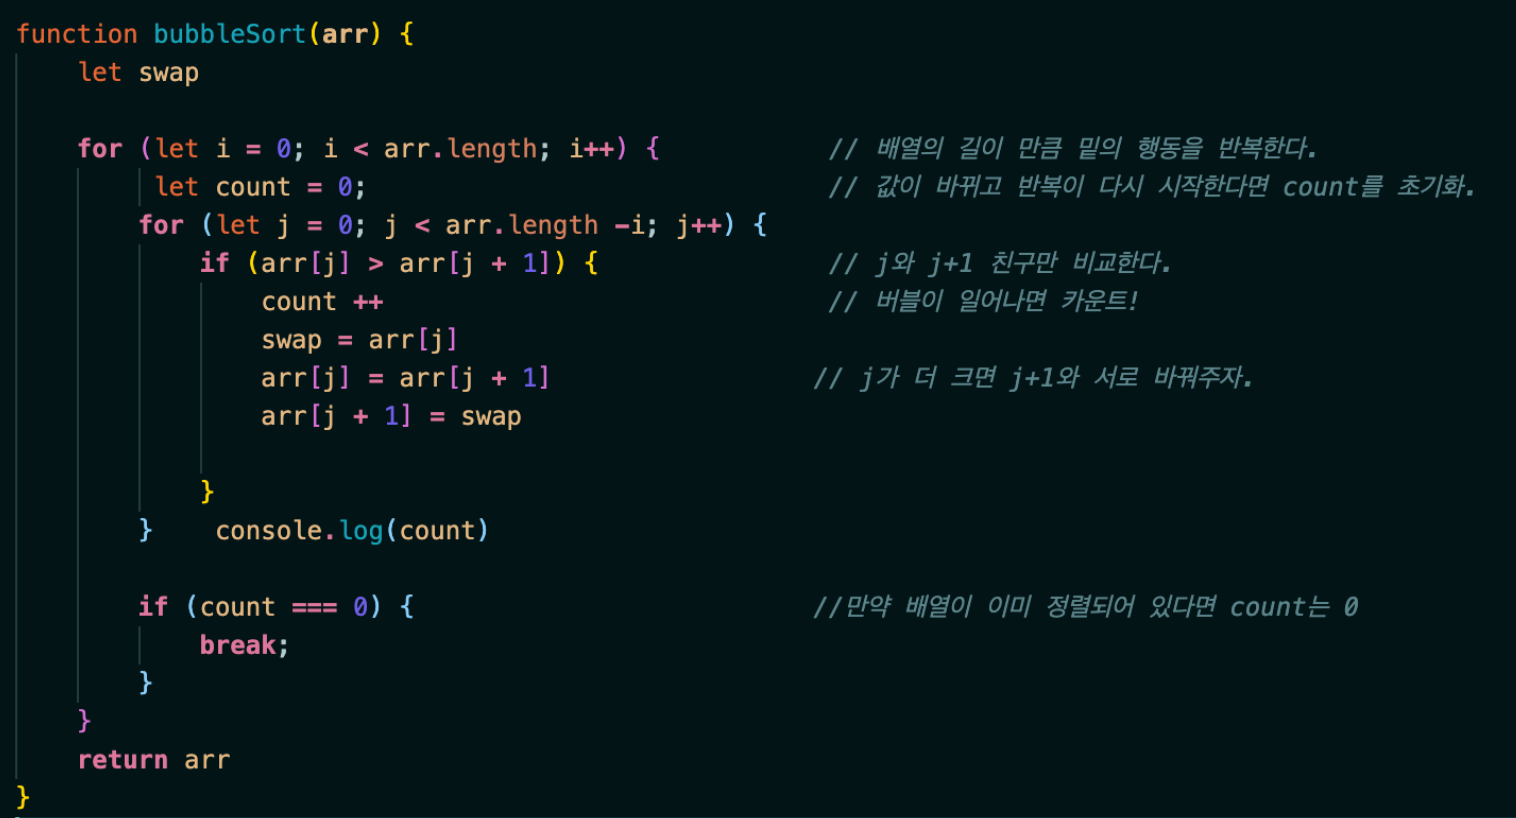 function bubbleSort(arr) {
let swap
for (let i = 0; i < arr.length; i++) { // 배열의 길이 만큼 밑의 행동을 반복한다.
let count = 0; // 값이 바뀌고 반복이 다시 시작한다면 count를 초기화.
for (let j = 0; j < arr.length -i; j++) {
if (arr[j] > arr[j + 1]) { // j와 j+1 친구만 비교한다.
count ++ // 버블이 일어나면 카운트!
swap = arr[j]
arr[j] = arr[j + 1] // j가 더 크면 j+1와 서로 바꿔주자.
arr[j + 1] = swap
}
} console.log(count)
if (count === 0) { //만약 배열이 이미 정렬되어 있다면 count는 0
break;
}
}
return arr
}